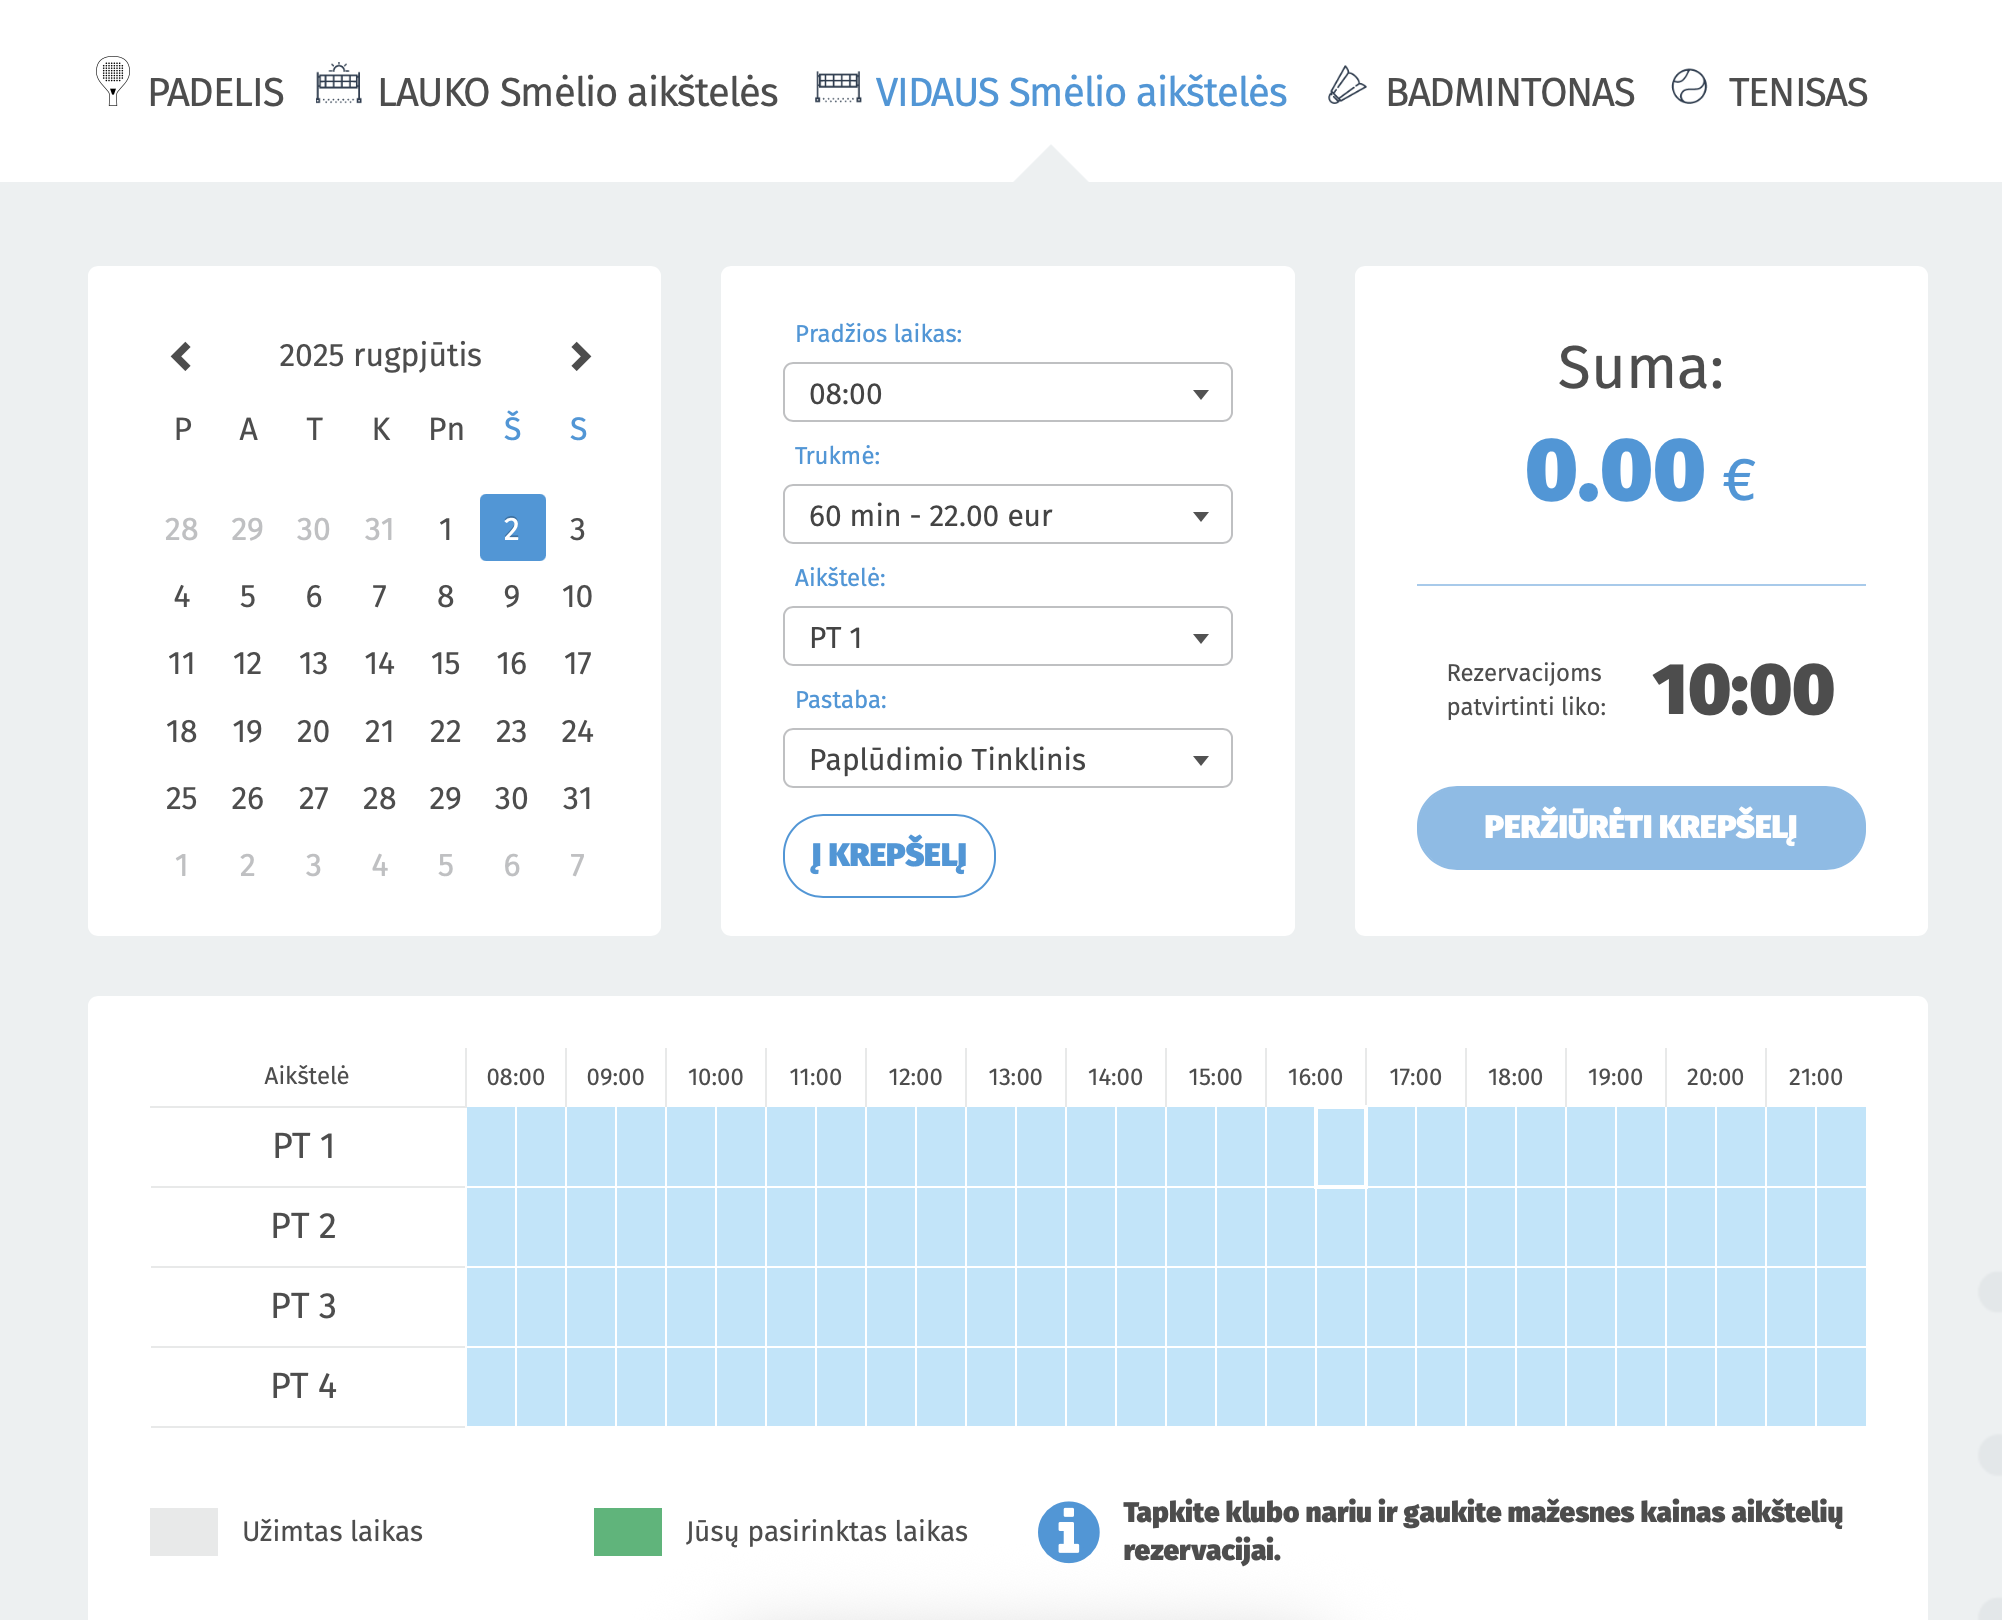 PADELIS LAUKO Smėlio aikštelės VIDAUS Smėlio aikštelės BADMINTONAS TENISAS
2025 rugpjūtis
P A T K Pn Š S
28 29 30 31 1 2 3
4 5 6 7 8 9 10
11 12 13 14 15 16 17
18 19 20 21 22 23 24
25 26 27 28 29 30 31
1 2 3 4 5 6 7
Pradžios laikas:
08:00
Trukmė:
60 min - 22.00 eur
Aikštelė:
PT 1
Pastaba:
Paplūdimio Tinklinis
Į KREPŠELĮ
Suma:
0.00 €
Rezervacijoms
patvirtinti liko:
10:00
PERŽIŪRĖTI KREPŠELĮ
Aikštelė 08:00 09:00 10:00 11:00 12:00 13:00 14:00 15:00 16:00 17:00 18:00 19:00 20:00 21:00
PT 1
PT 2
PT 3
PT 4
Užimtas laikas
Jūsų pasirinktas laikas
Tapkite klubo nariu ir gaukite mažesnes kainas aikštelių
rezervacijai.